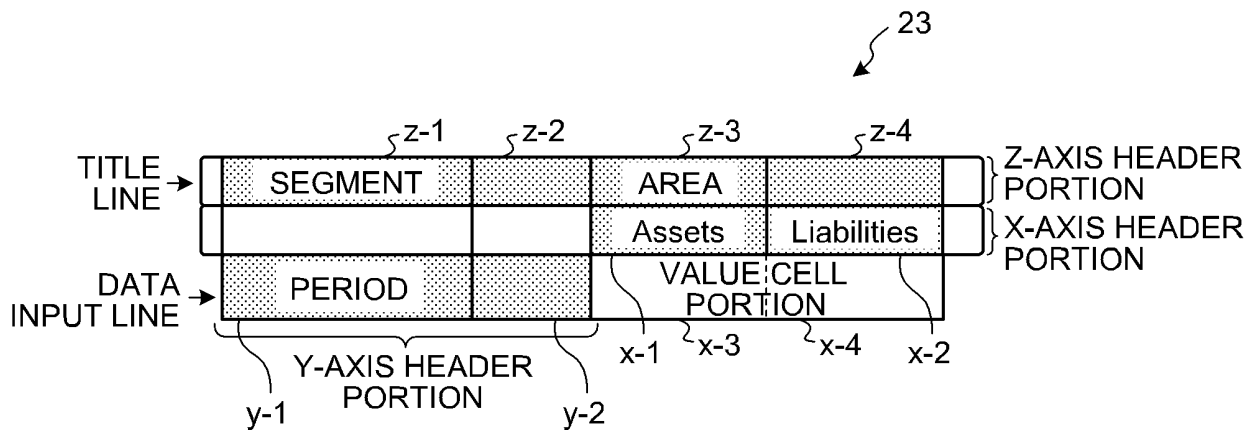 23
z-1 z-2 z-3 z-4
TITLE
LINE
SEGMENT AREA
Z-AXIS HEADER
PORTION
Assets Liabilities
X-AXIS HEADER
PORTION
DATA
INPUT LINE
PERIOD
VALUE CELL
PORTION
x-1 x-3 x-4 x-2
Y-AXIS HEADER
PORTION
y-1 y-2